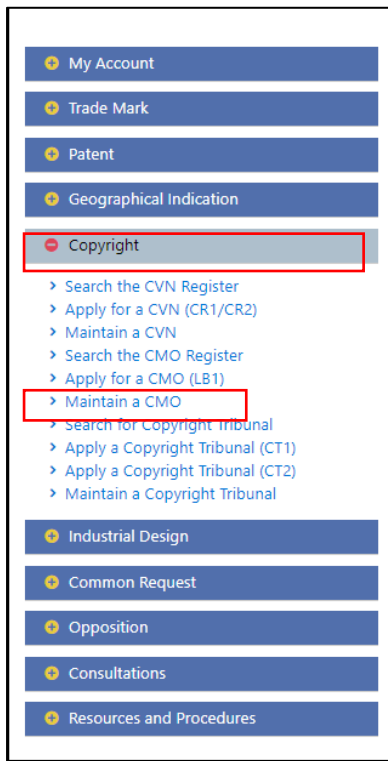 My Account
Trade Mark
Patent
Geographical Indication
Copyright
Search the CVN Register
Apply for a CVN (CR1/CR2)
Maintain a CVN
Search the CMO Register
Apply for a CMO (LB1)
Maintain a CMO
Search for Copyright Tribunal
Apply a Copyright Tribunal (CT1)
Apply a Copyright Tribunal (CT2)
Maintain a Copyright Tribunal
Industrial Design
Common Request
Opposition
Consultations
Resources and Procedures